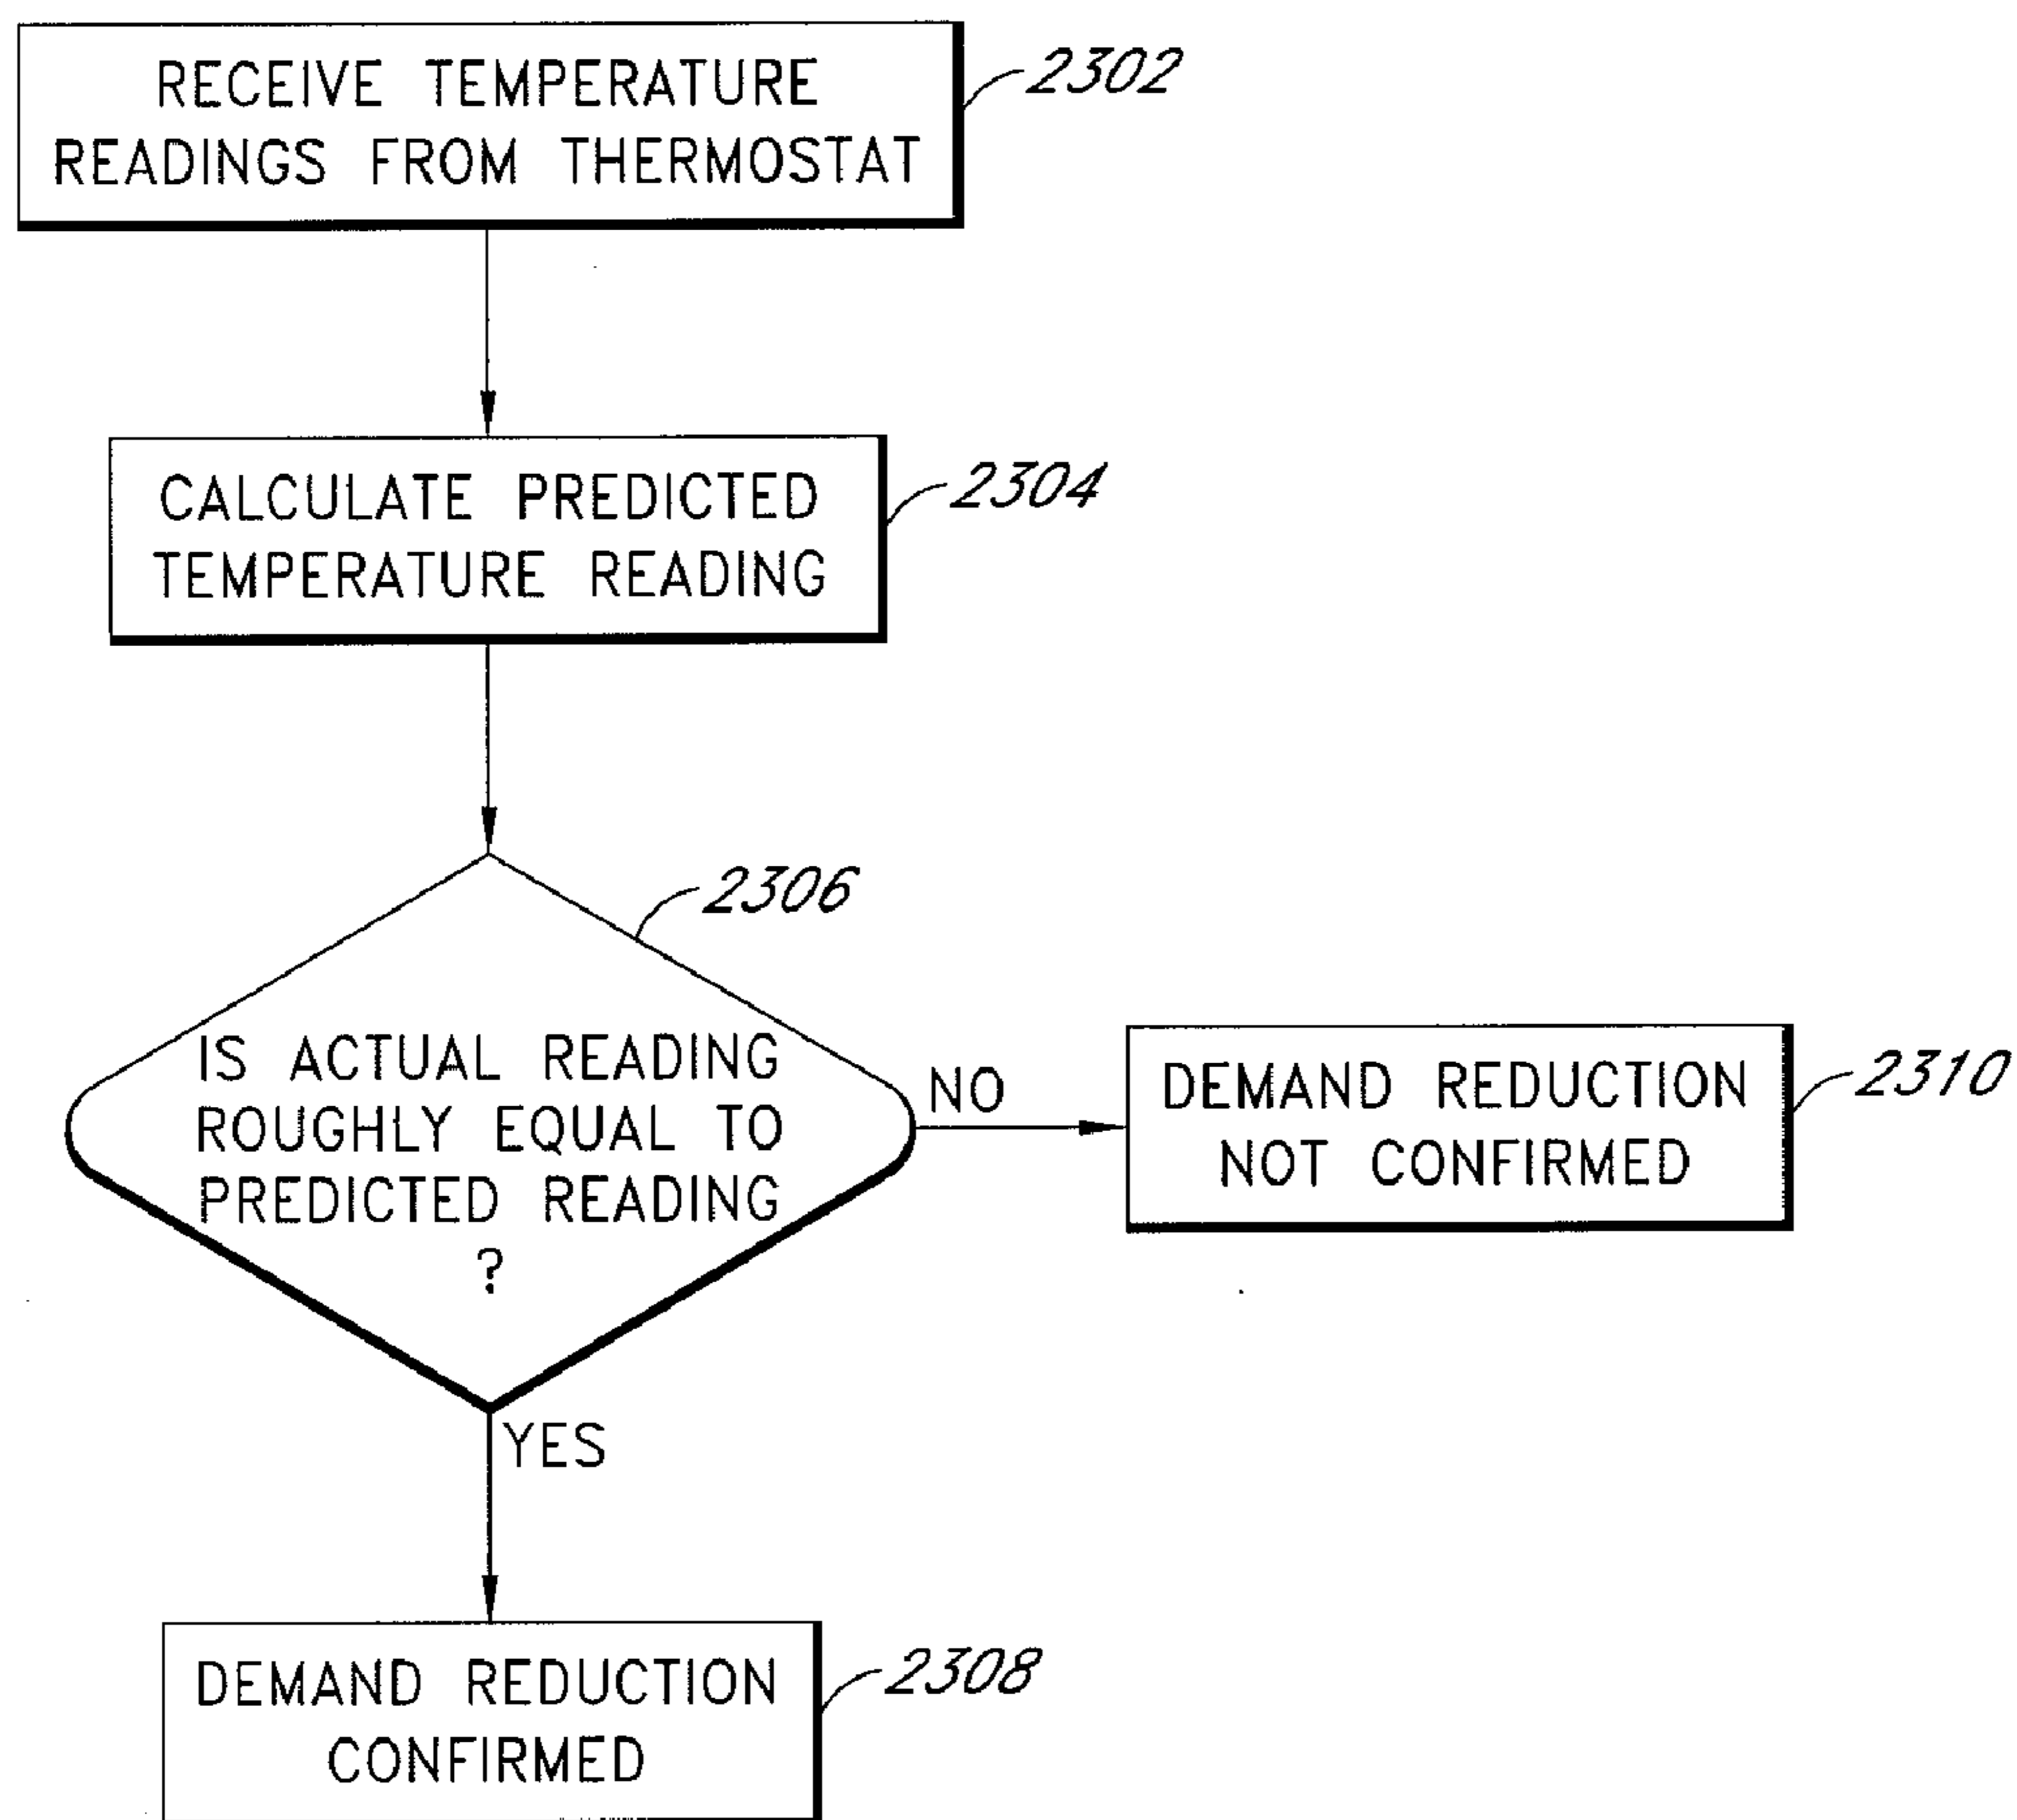 RECEIVE TEMPERATURE
READINGS FROM THERMOSTAT
2302
CALCULATE PREDICTED
TEMPERATURE READING
2304
2306
IS ACTUAL READING
ROUGHLY EQUAL TO
PREDICTED READING
?
NO
DEMAND REDUCTION
NOT CONFIRMED
2310
YES
DEMAND REDUCTION
CONFIRMED
2308